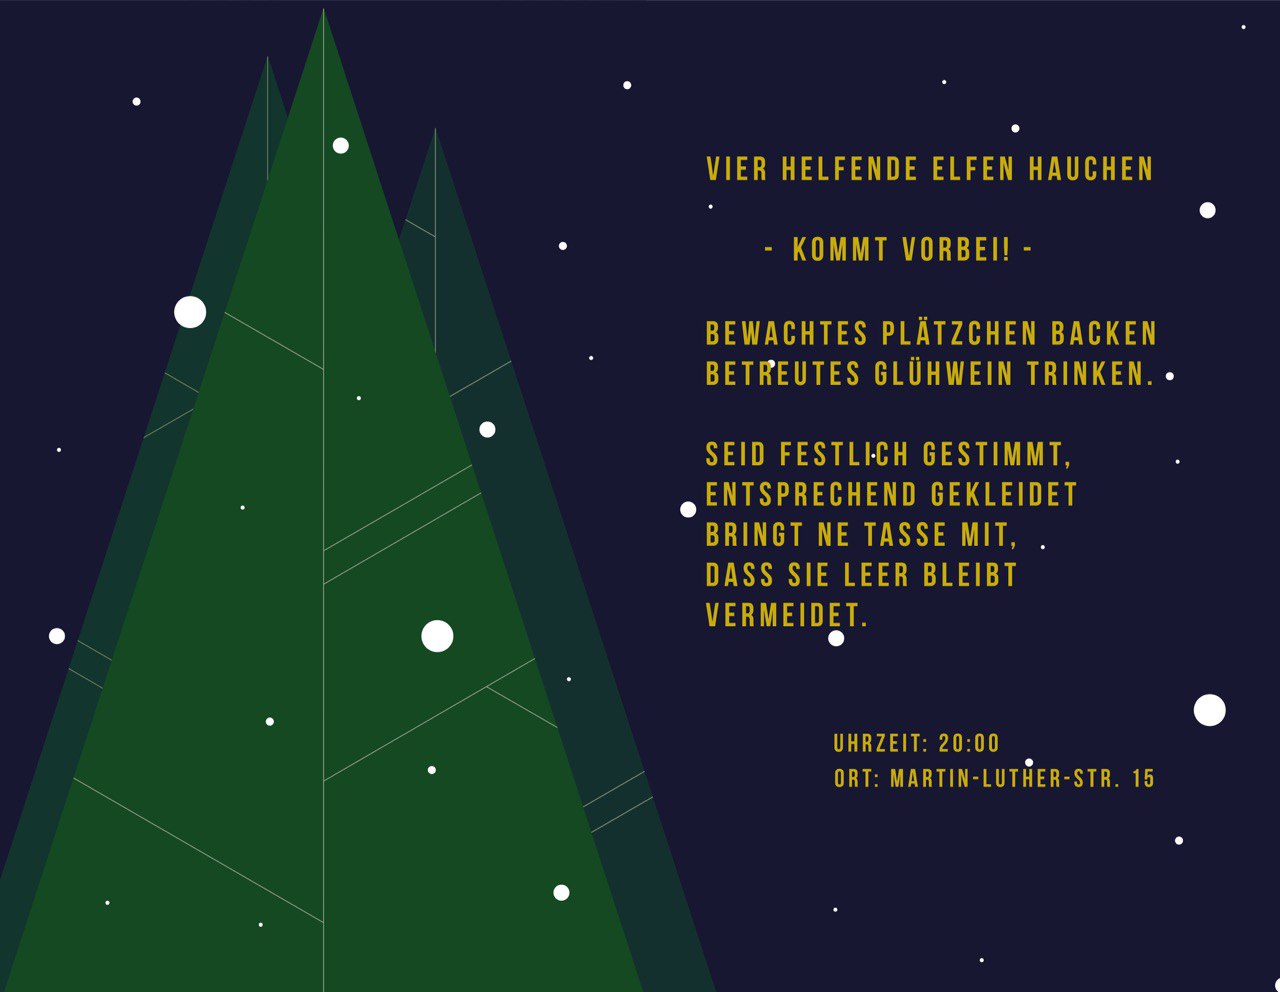 VIER HELFENDE ELFEN HAUCHEN
- KOMMT VORBEI! -
BEWACHTES PLÄTZCHEN BACKEN
BETREUTES GLÜHWEIN TRINKEN.
SEID FESTLICH GESTIMMT,
ENTSPRECHEND GEKLEIDET
BRINGT NE TASSE MIT,
DASS SIE LEER BLEIBT
VERMEIDET.
UHRZEIT: 20:00
ORT: MARTIN-LUTHER-STR. 15